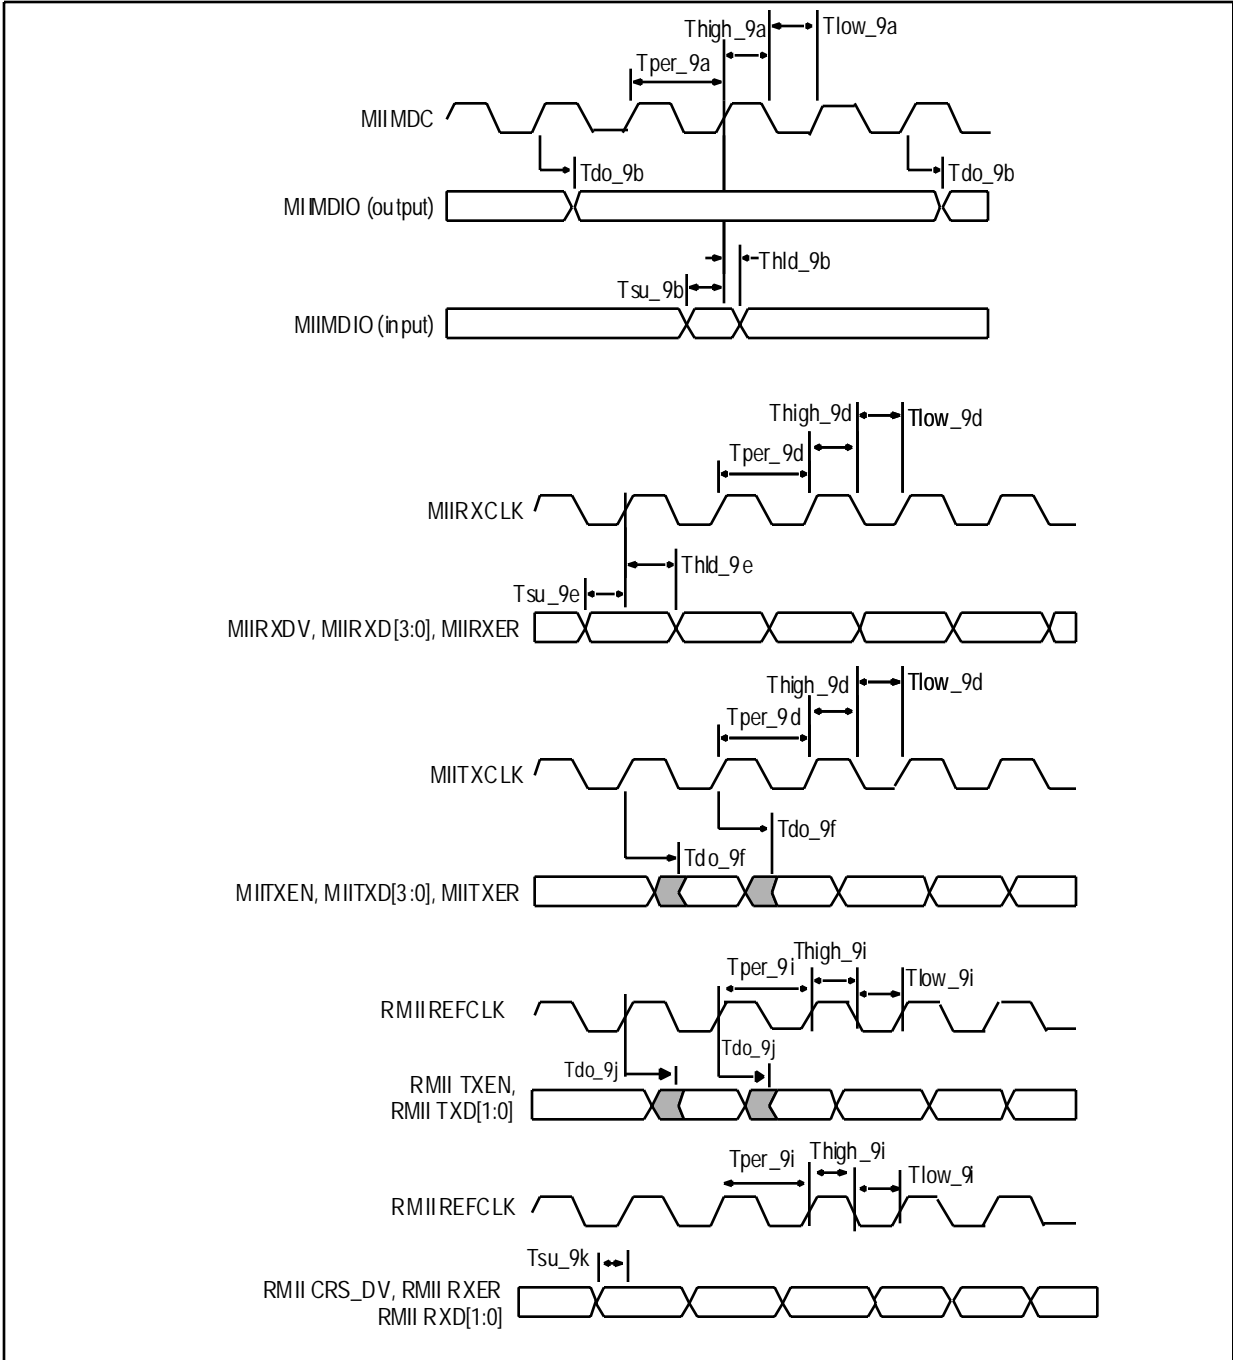 Thigh_9a
Tlow_9a
Tper_9a
MIIMDC
Tdo_9b
Tdo_9b
MIIMDIO (output)
Thld_9b
Tsu_9b
MIIMDIO (input)
Thigh_9d
Tlow_9d
Tper_9d
MIIRXCLK
Thld_9e
Tsu_9e
MIIRXDV, MIIRXD[3:0], MIIRXER
Thigh_9d
Tlow_9d
Tper_9d
MIITXCLK
Tdo_9f
Tdo_9f
MIITXEN, MIITXD[3:0], MIITXER
Thigh_9i
Tper_9i
Tlow_9i
RMIIREFCLK
Tdo_9j
Tdo_9j
RMII TXEN,
RMII TXD[1:0]
Thigh_9i
Tper_9i
Tlow_9i
RMIIREFCLK
Tsu_9k
RMII CRS_DV, RMII RXER
RMII RXD[1:0]